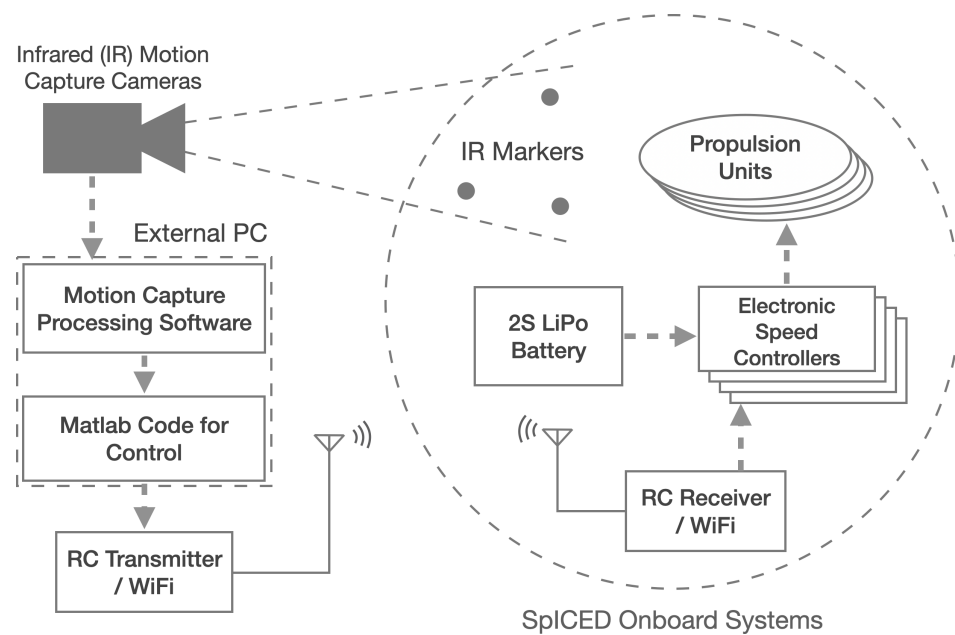 Infrared (IR) Motion
Capture Cameras
IR Markers
Propulsion
Units
External PC
Motion Capture
Processing Software
2S LiPo
Battery
Electronic
Speed
Controllers
Matlab Code for
Control
RC Receiver
/ WiFi
RC Transmitter
/ WiFi
SpICED Onboard Systems